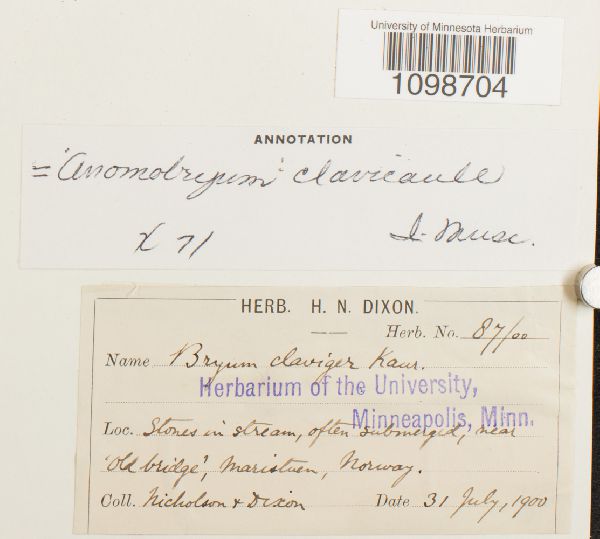 University of Minnesota Herbarium
1098704
ANNOTATION
= 'Anomobryum' clavicaule
X 71
HERB. H. N. DIXON.
Herb. No. 87/00
Name Bryum claviger Kaur.
Herbarium of the University,
Minneapolis, Minn.
Loc. Stones in stream, often submerged, near
'Old bridge', Maristuen, Norway.
Coll. Nicholson & Dixon Date 31 July, 1900